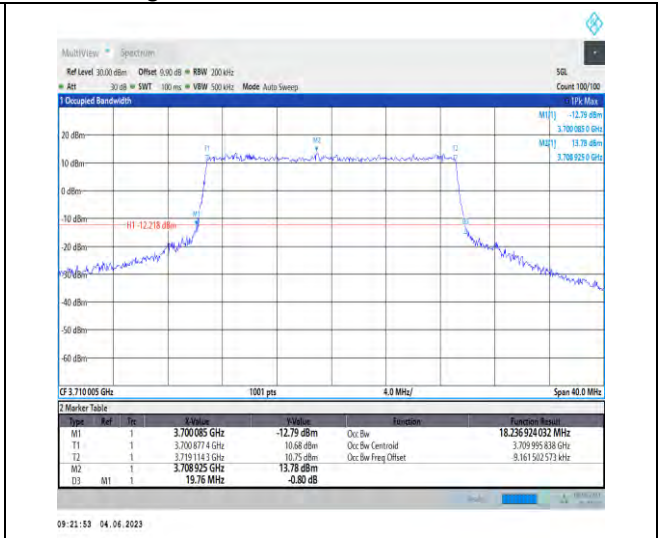 MultiView Spectrum
Ref Level 30.00 dBm Offset 9.90 dB RBW 200 kHz SGL
Att 30 dB SWT 100 ms VBW 500 kHz Mode Auto Sweep Count 100/100
1 Occupied Bandwidth 1Pk Max
M1[1] -12.79 dBm
3.700 085 0 GHz
M2[1] 13.78 dBm
3.708 925 0 GHz
20 dBm
M2
T1 T2
10 dBm
0 dBm
-10 dBm
M1
H1 -12.218 dBm
-20 dBm
-40 dBm
-50 dBm
-60 dBm
CF 3.710 005 GHz 1001 pts 4.0 MHz/ Span 40.0 MHz
2 Marker Table
Type Ref Trc X-Value Y-Value Function Function Result
M1 1 3.700 085 GHz -12.79 dBm Occ Bw 18.236 924 032 MHz
T1 1 3.700 877 4 GHz 10.68 dBm Occ Bw Centroid 3.709 995 838 GHz
T2 1 3.719 114 3 GHz 10.75 dBm Occ Bw Freq Offset -9.161 502 573 kHz
M2 1 3.708 925 GHz 13.78 dBm
D3 M1 1 19.76 MHz -0.80 dB
09:21:53 04.06.2023